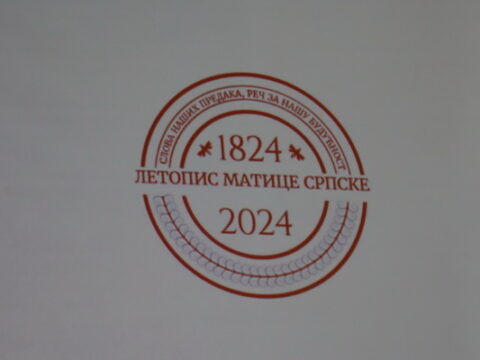 СЛОВА НАШИХ ПРЕДАКА, РЕЧ ЗА НАШУ БУДУЋНОСТ
1824
ЛЕТОПИС МАТИЦЕ СРПСКЕ
2024